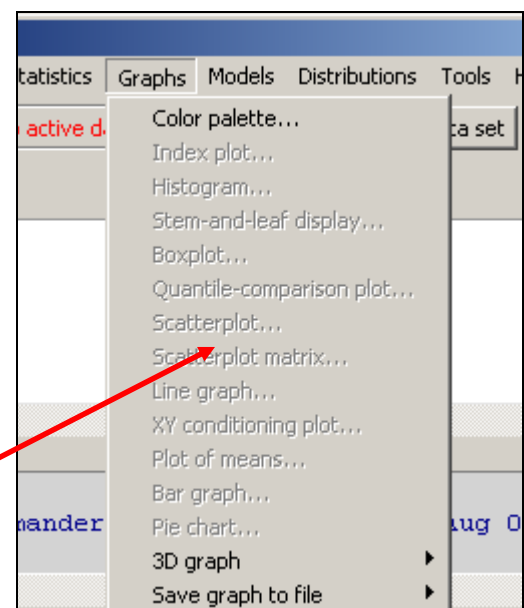 tatistics Graphs Models Distributions Tools H
active d
ta set
Color palette...
Index plot...
Histogram...
Stem-and-leaf display...
Boxplot...
Quantile-comparison plot...
Scatterplot...
Scatterplot matrix...
Line graph...
XY conditioning plot...
Plot of means...
Bar graph...
mander
Aug 0
Pie chart...
3D graph
Save graph to file